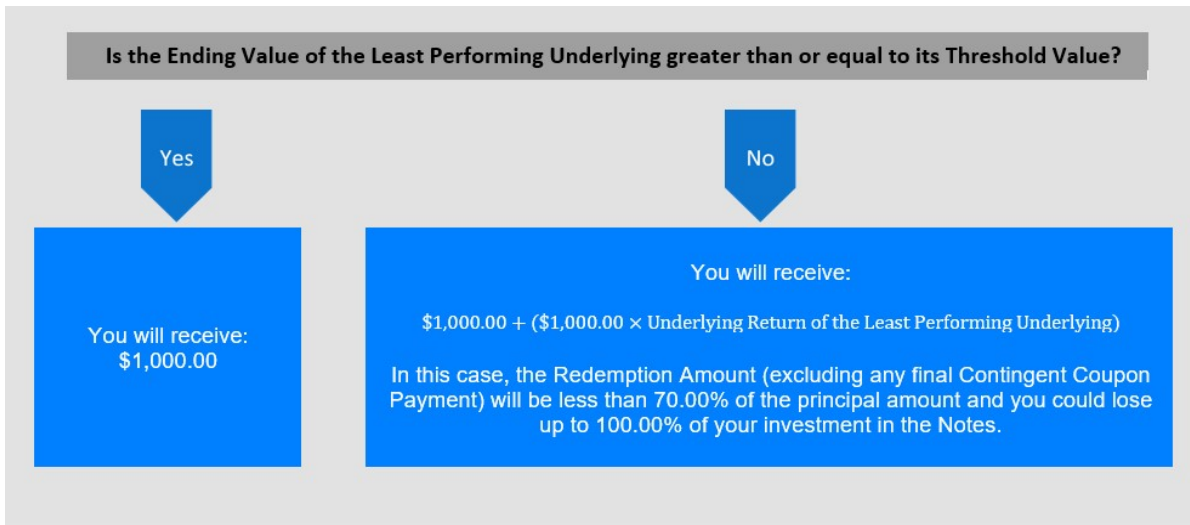 Is the Ending Value of the Least Performing Underlying greater than or equal to its Threshold Value?
Yes
No
You will receive:
$1,000.00
You will receive:
$1,000.00 + ($1,000.00 × Underlying Return of the Least Performing Underlying)
In this case, the Redemption Amount (excluding any final Contingent Coupon
Payment) will be less than 70.00% of the principal amount and you could lose
up to 100.00% of your investment in the Notes.